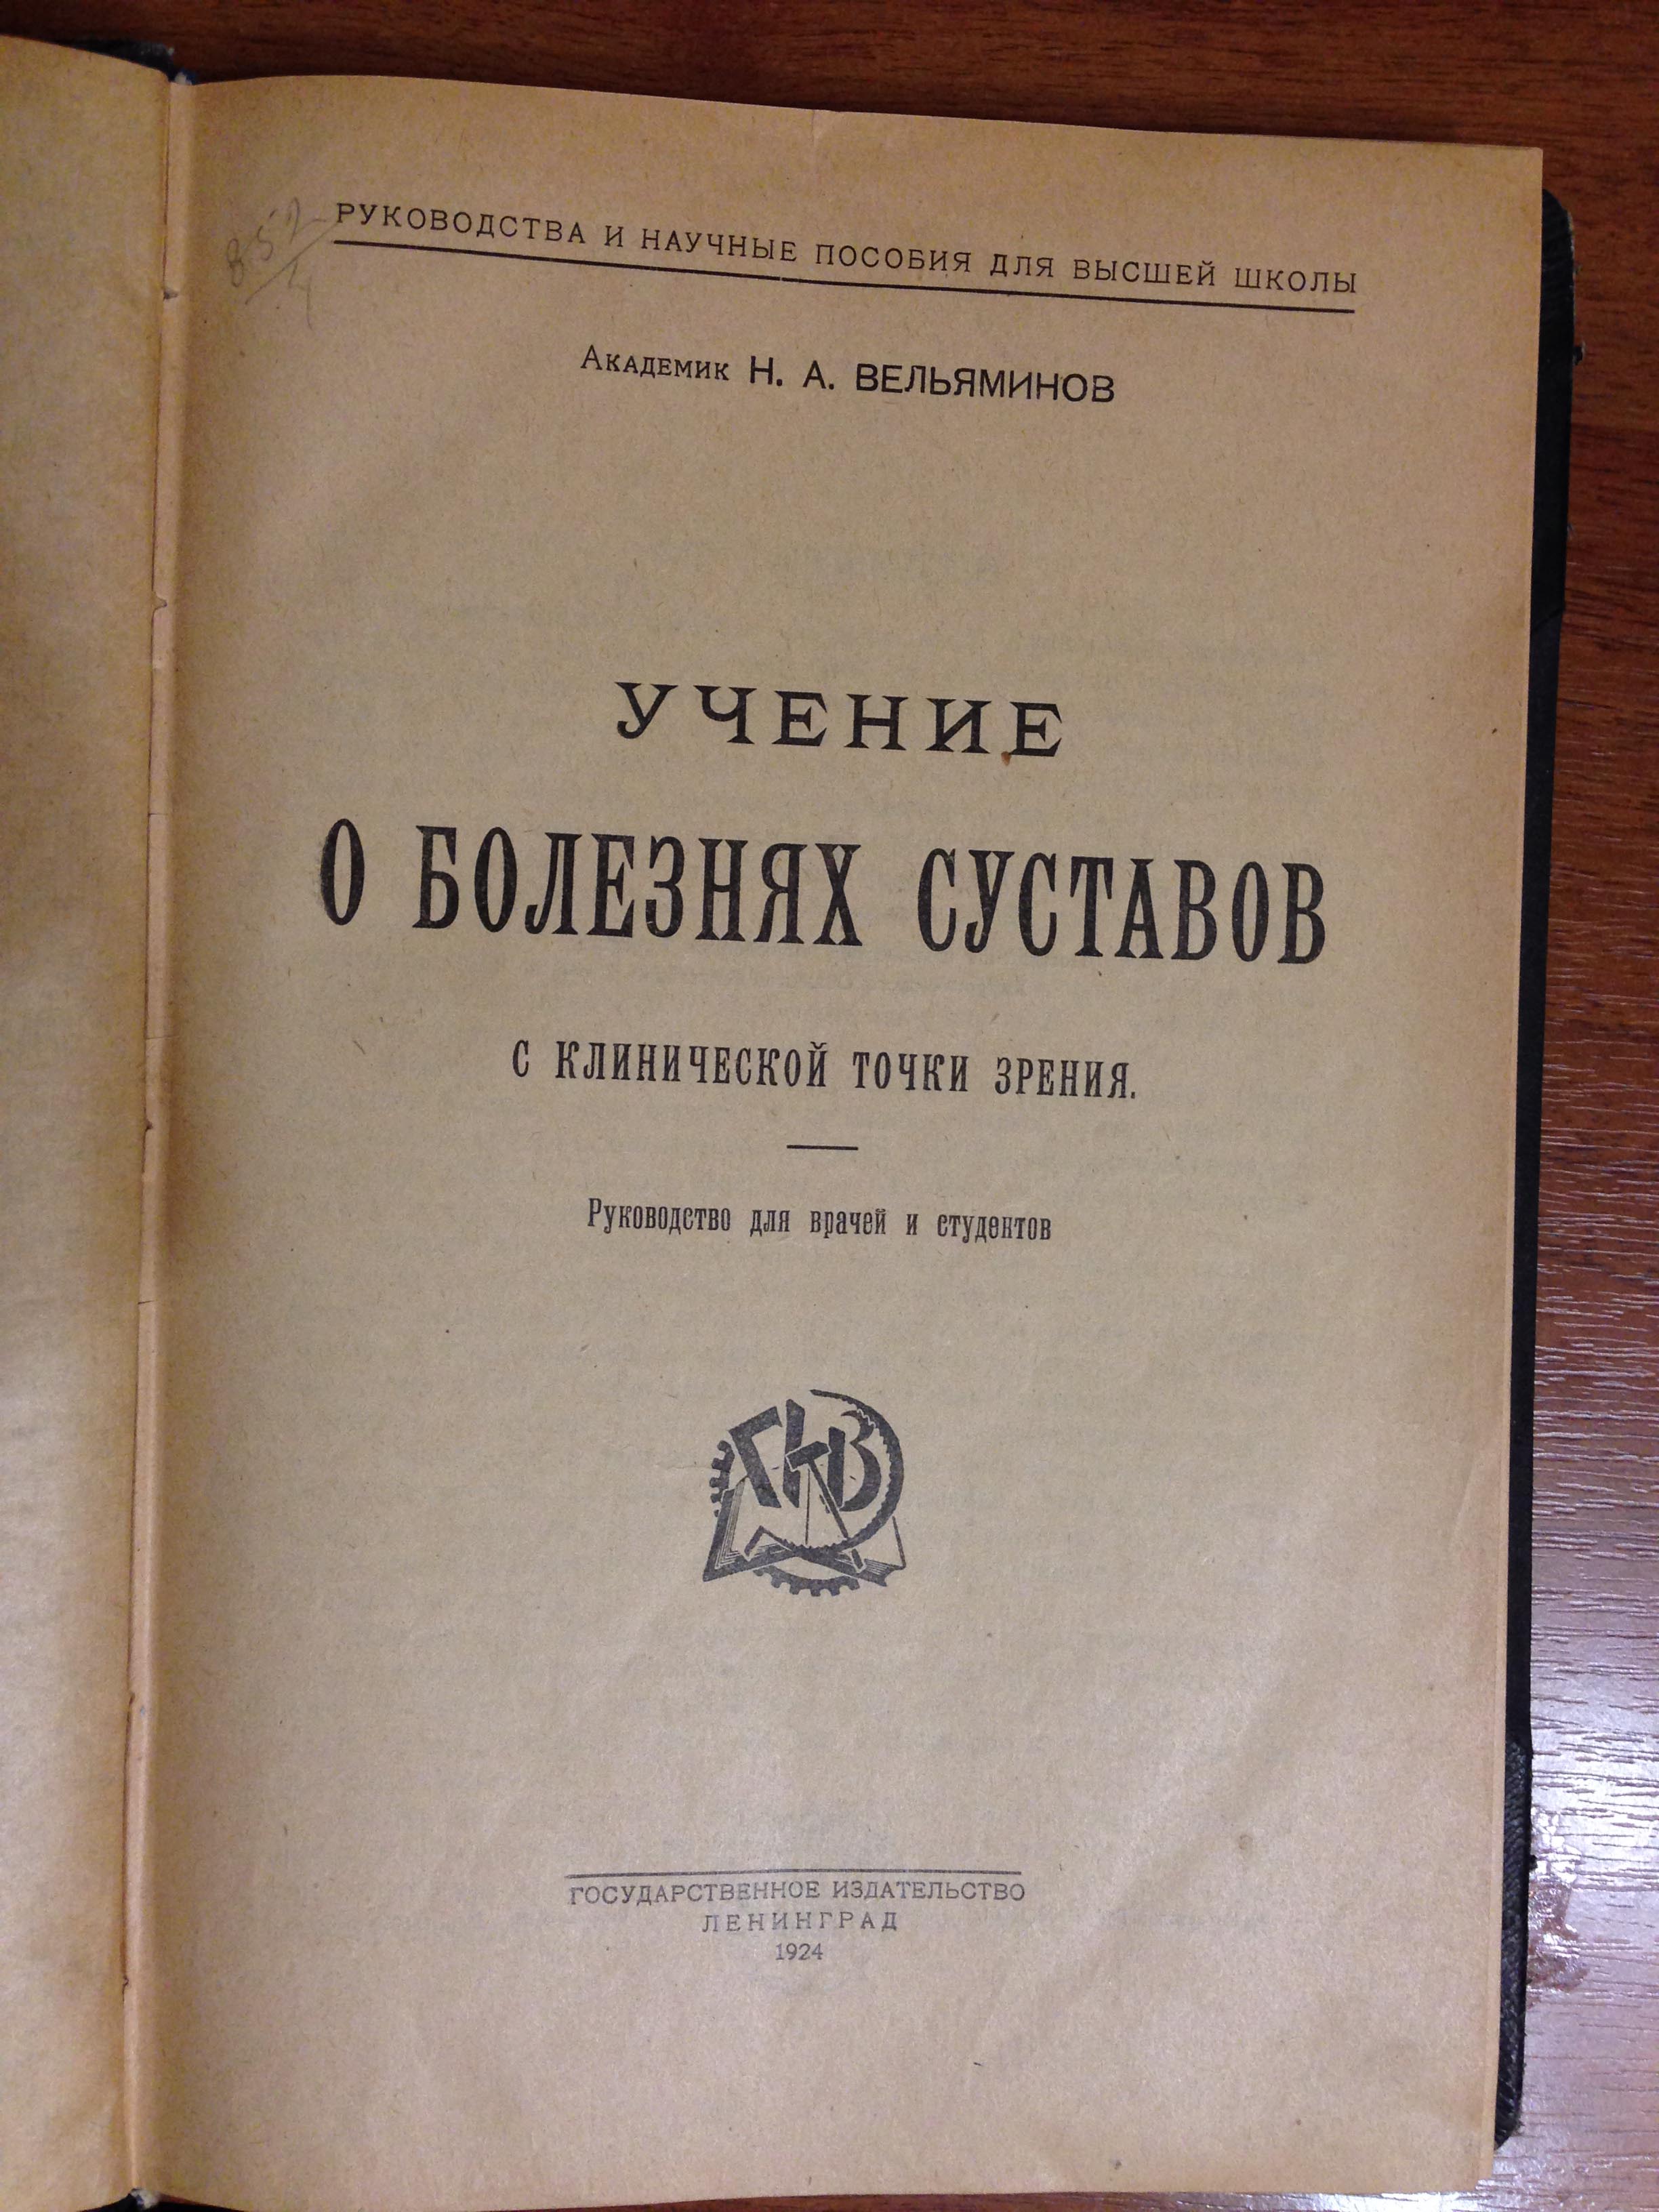 РУКОВОДСТВА И НАУЧНЫЕ ПОСОБИЯ ДЛЯ ВЫСШЕЙ ШКОЛЫ
Академик Н. А. ВЕЛЬЯМИНОВ
УЧЕНИЕ
О БОЛЕЗНЯХ СУСТАВОВ
С КЛИНИЧЕСКОЙ ТОЧКИ ЗРЕНИЯ.
Руководство для врачей и студентов
ГКВ
ГОСУДАРСТВЕННОЕ ИЗДАТЕЛЬСТВО
ЛЕНИНГРАД
1924